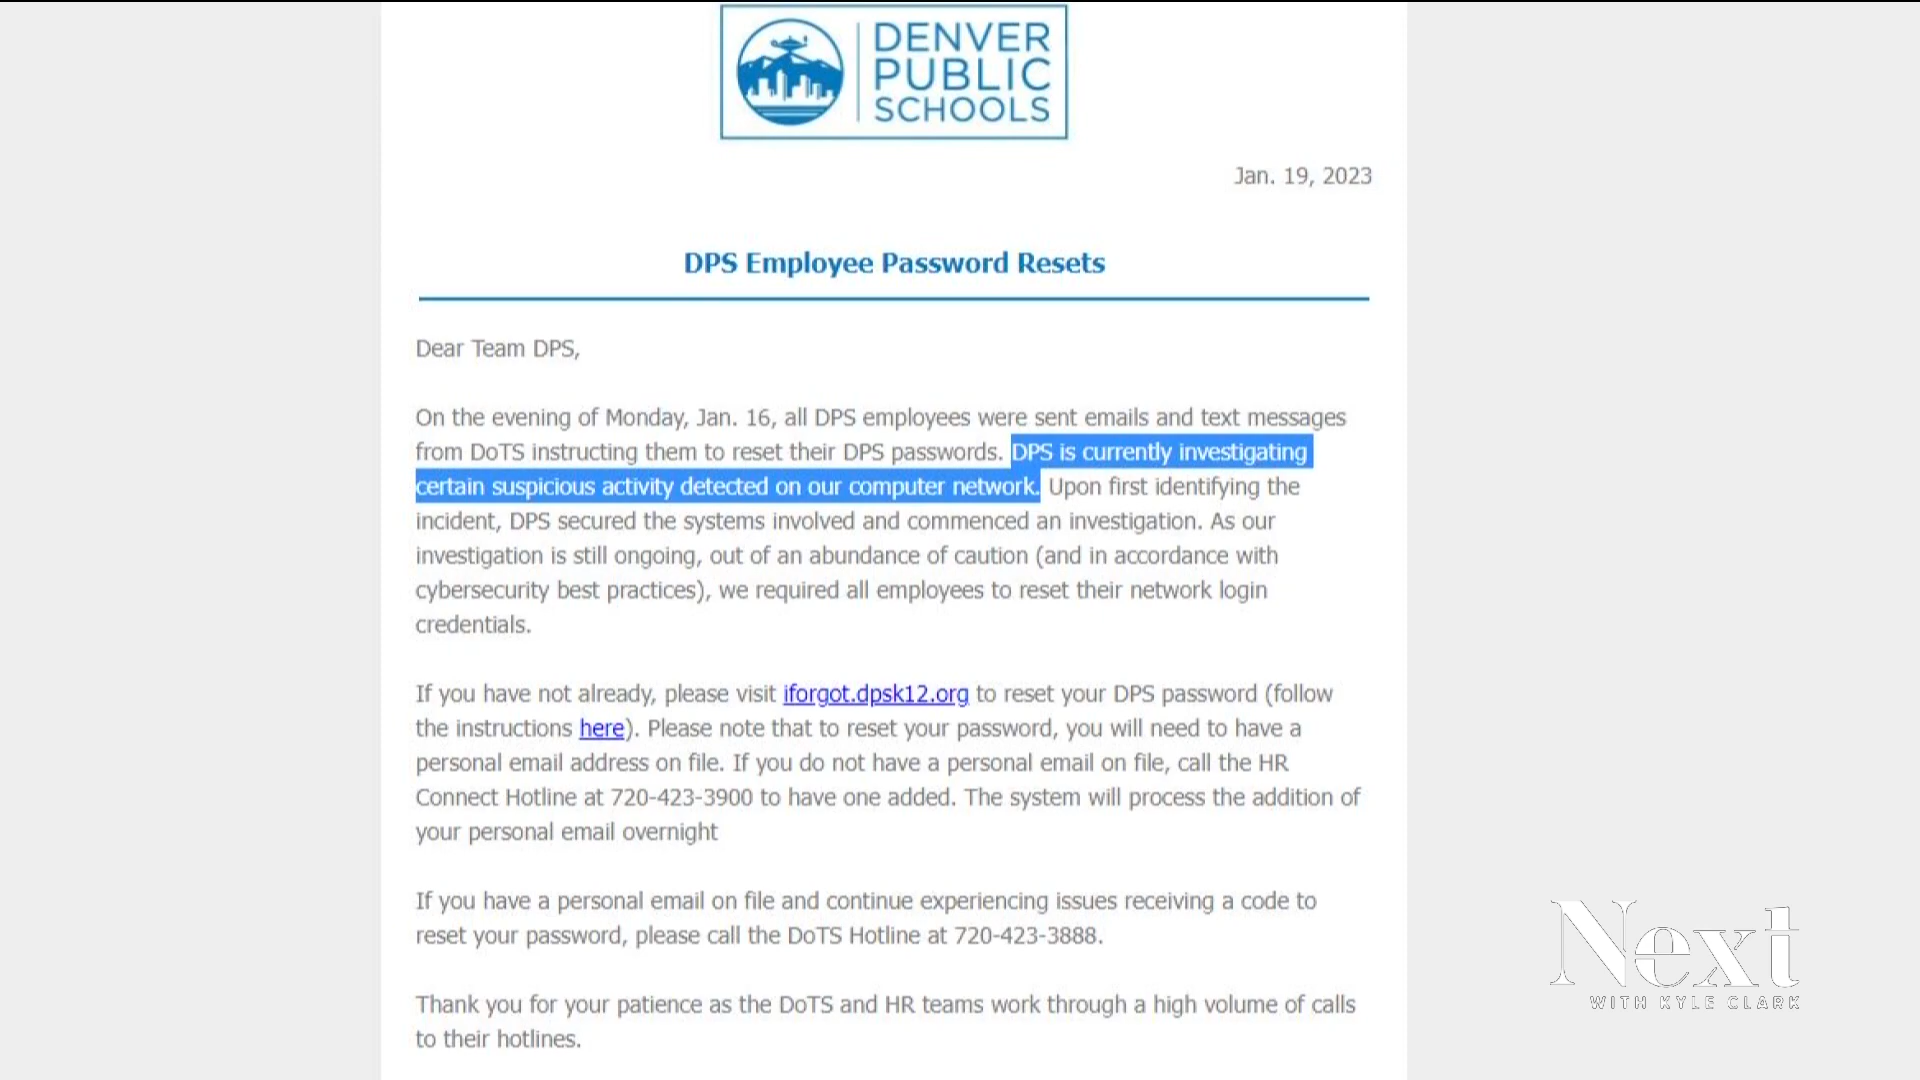 DENVER
PUBLIC
SCHOOLS
Jan. 19, 2023
DPS Employee Password Resets
Dear Team DPS,
On the evening of Monday, Jan. 16, all DPS employees were sent emails and text messages
from DoTS instructing them to reset their DPS passwords. DPS is currently investigating
certain suspicious activity detected on our computer network. Upon first identifying the
incident, DPS secured the systems involved and commenced an investigation. As our
investigation is still ongoing, out of an abundance of caution (and in accordance with
cybersecurity best practices), we required all employees to reset their network login
credentials.
If you have not already, please visit iforgot.dpsk12.org to reset your DPS password (follow
the instructions here). Please note that to reset your password, you will need to have a
personal email address on file. If you do not have a personal email on file, call the HR
Connect Hotline at 720-423-3900 to have one added. The system will process the addition of
your personal email overnight
If you have a personal email on file and continue experiencing issues receiving a code to
reset your password, please call the DoTS Hotline at 720-423-3888.
Thank you for your patience as the DoTS and HR teams work through a high volume of calls
to their hotlines.
Next
WITH KYLE CLARK